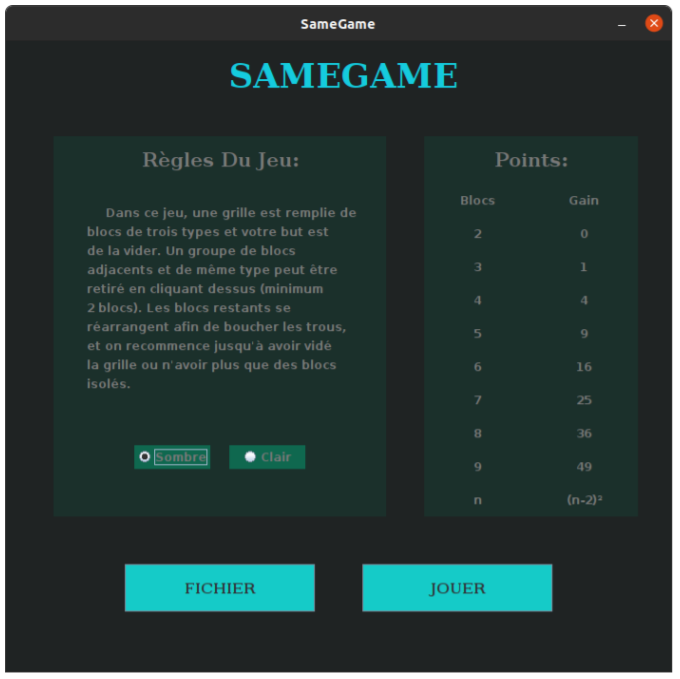 SameGame
SAMEGAME
Règles Du Jeu:
Dans ce jeu, une grille est remplie de
blocs de trois types et votre but est
de la vider. Un groupe de blocs
adjacents et de même type peut être
retiré en cliquant dessus (minimum
2 blocs). Les blocs restants se
réarrangent afin de boucher les trous,
et on recommence jusqu'à avoir vidé
la grille ou n'avoir plus que des blocs
isolés.
Sombre Clair
Points:
Blocs Gain
2 0
3 1
4 4
5 9
6 16
7 25
8 36
9 49
n (n-2)²
FICHIER JOUER